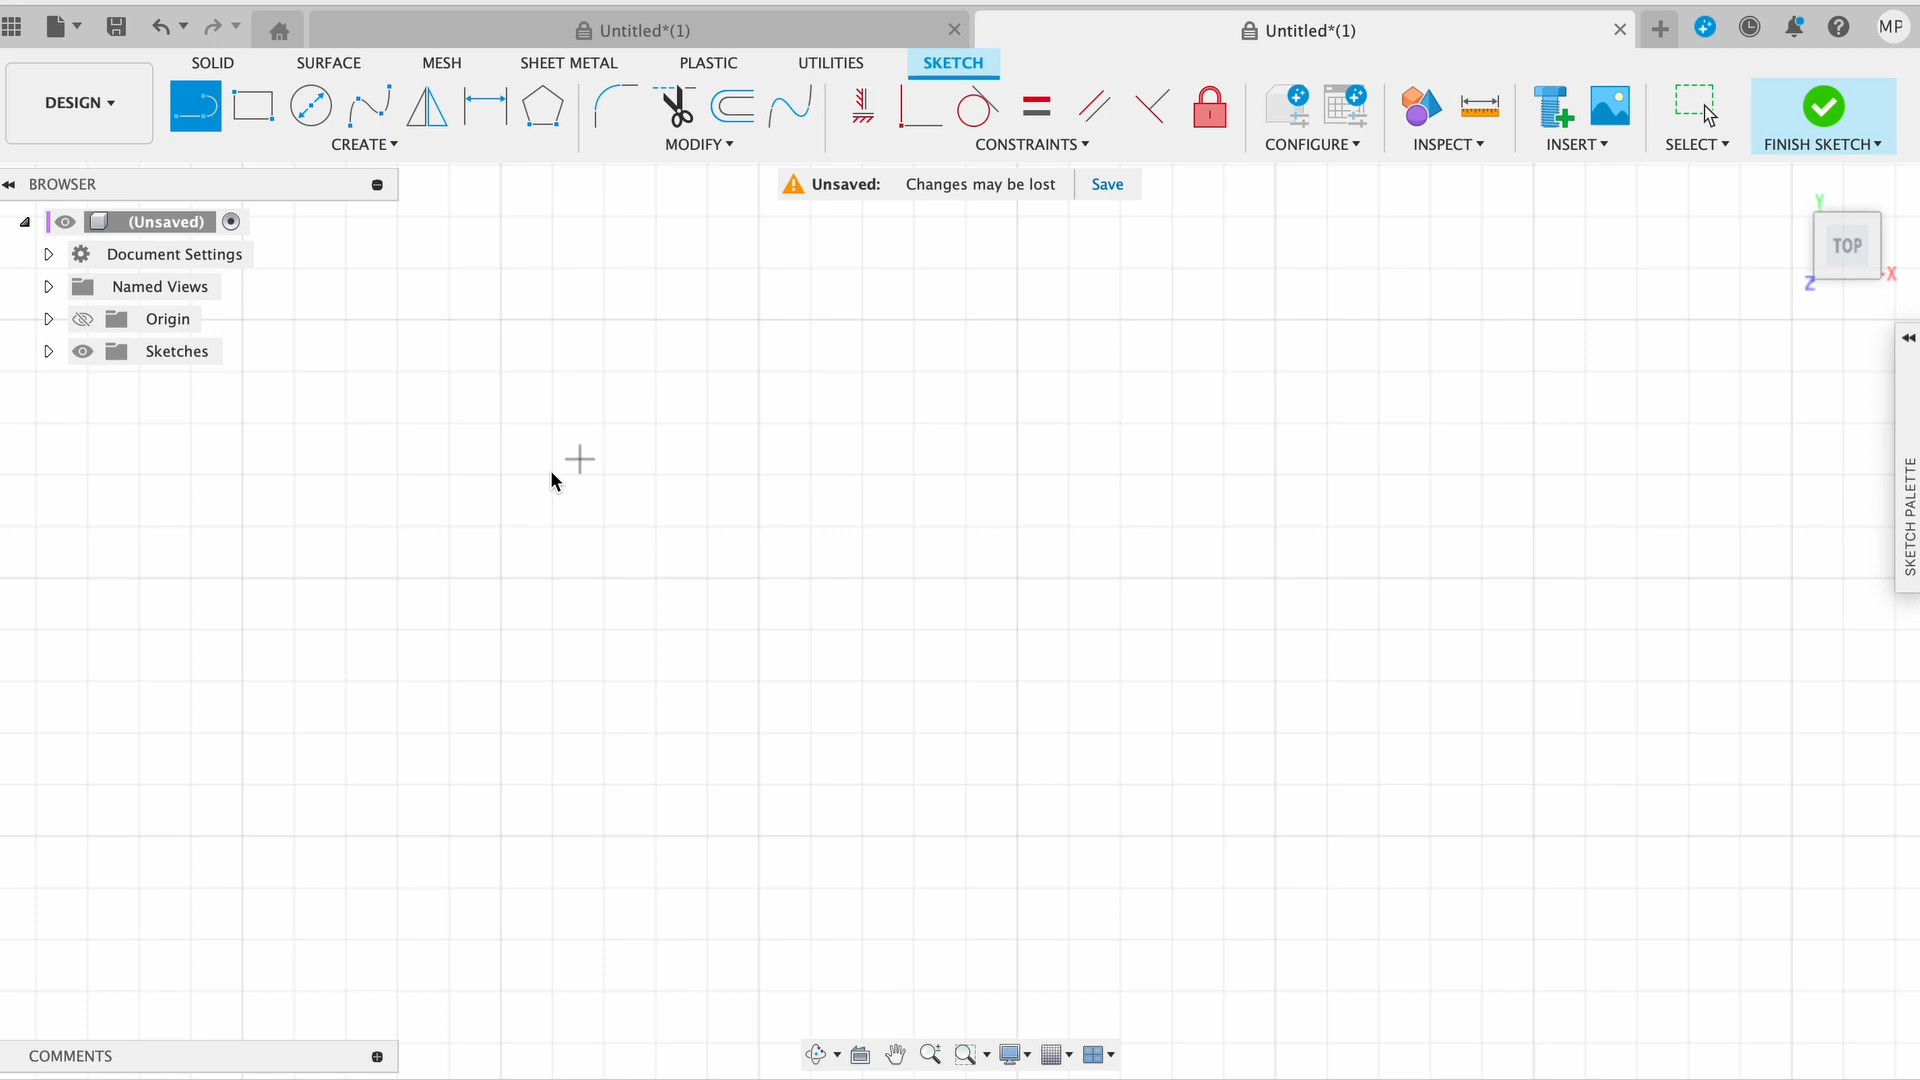 Untitled*(1)
Untitled*(1)
MP
SOLID
SURFACE
MESH
SHEET METAL
PLASTIC
UTILITIES
SKETCH
DESIGN
CREATE
MODIFY
CONSTRAINTS
CONFIGURE
INSPECT
INSERT
SELECT
FINISH SKETCH
BROWSER
Unsaved: Changes may be lost
Save
(Unsaved)
Document Settings
Named Views
Origin
Sketches
Y
TOP
X
Z
SKETCH PALETTE
COMMENTS